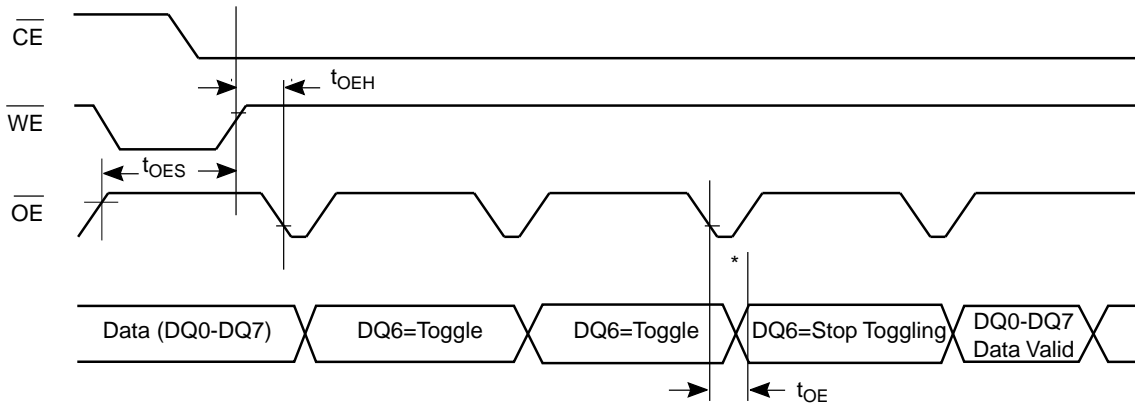 CE
tOEH
WE
tOES
OE
*
Data (DQ0-DQ7)
DQ6=Toggle
DQ6=Toggle
DQ6=Stop Toggling
DQ0-DQ7
Data Valid
tOE